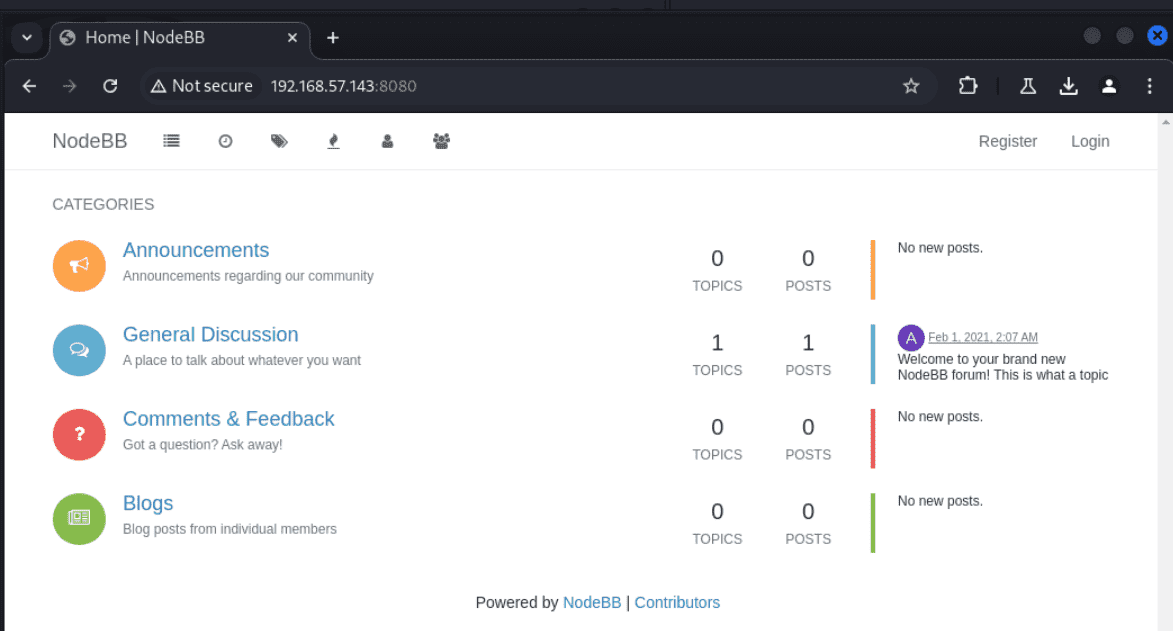 Home | NodeBB
Not secure 192.168.57.143:8080
NodeBB Register Login
CATEGORIES
Announcements
Announcements regarding our community
0 TOPICS
0 POSTS
No new posts.
General Discussion
A place to talk about whatever you want
1 TOPICS
1 POSTS
A Feb 1, 2021, 2:07 AM
Welcome to your brand new
NodeBB forum! This is what a topic
Comments & Feedback
Got a question? Ask away!
0 TOPICS
0 POSTS
No new posts.
Blogs
Blog posts from individual members
0 TOPICS
0 POSTS
No new posts.
Powered by NodeBB | Contributors